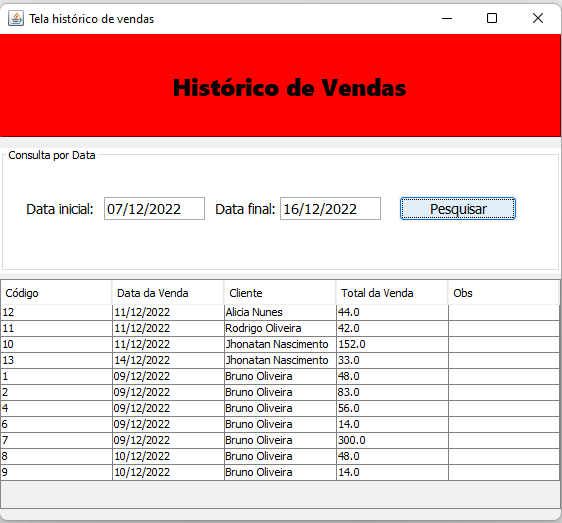 Tela histórico de vendas
Histórico de Vendas
Consulta por Data
Data inicial: 07/12/2022 Data final: 16/12/2022 Pesquisar
Código Data da Venda Cliente Total da Venda Obs
12 11/12/2022 Alicia Nunes 44.0
11 11/12/2022 Rodrigo Oliveira 42.0
10 11/12/2022 Jhonatan Nascimento 152.0
13 14/12/2022 Jhonatan Nascimento 33.0
1 09/12/2022 Bruno Oliveira 48.0
2 09/12/2022 Bruno Oliveira 83.0
4 09/12/2022 Bruno Oliveira 56.0
6 09/12/2022 Bruno Oliveira 14.0
7 09/12/2022 Bruno Oliveira 300.0
8 10/12/2022 Bruno Oliveira 48.0
9 10/12/2022 Bruno Oliveira 14.0